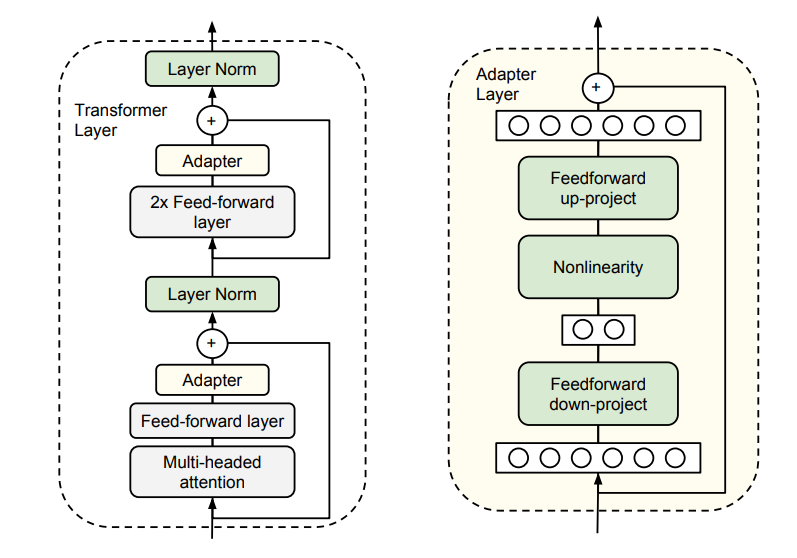 Transformer
Layer
Layer Norm
+
Adapter
2x Feed-forward
layer
Layer Norm
+
Adapter
Feed-forward layer
Multi-headed
attention
Adapter
Layer
+
Feedforward
up-project
Nonlinearity
Feedforward
down-project